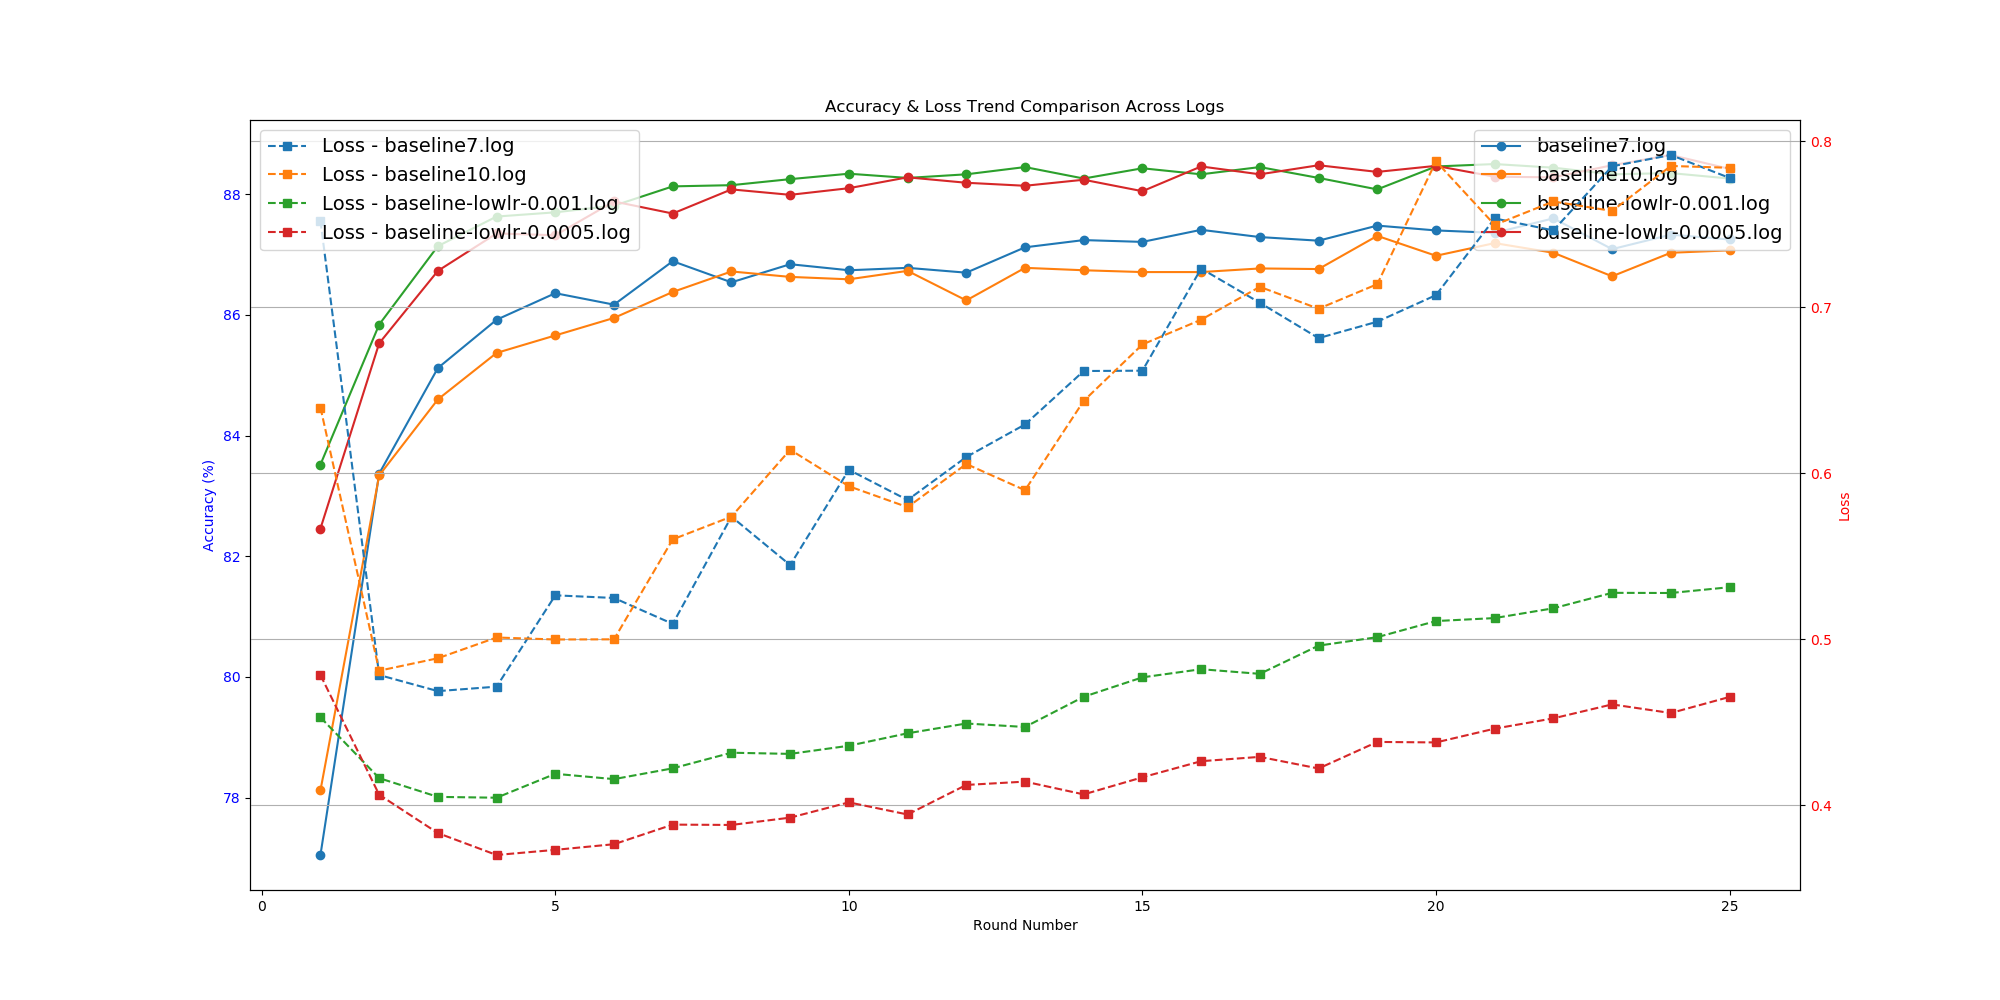 Accuracy & Loss Trend Comparison Across Logs
Loss - baseline7.log
Loss - baseline10.log
Loss - baseline-lowlr-0.001.log
Loss - baseline-lowlr-0.0005.log
baseline7.log
baseline10.log
baseline-lowlr-0.001.log
baseline-lowlr-0.0005.log
88
86
84
82
80
78
Accuracy (%)
0.8
0.7
0.6
0.5
0.4
Loss
0 5 10 15 20 25
Round Number